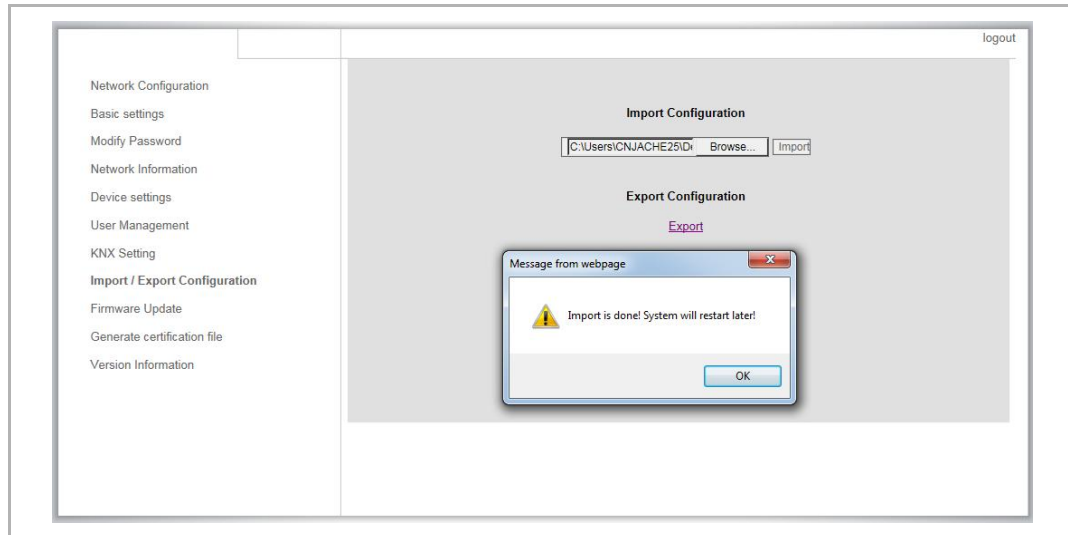 logout
Network Configuration
Basic settings
Modify Password
Network Information
Device settings
User Management
KNX Setting
Import / Export Configuration
Firmware Update
Generate certification file
Version Information
Import Configuration
C:\Users\CNJACHE25\De Browse... Import
Export Configuration
Export
Message from webpage
Import is done! System will restart later!
OK